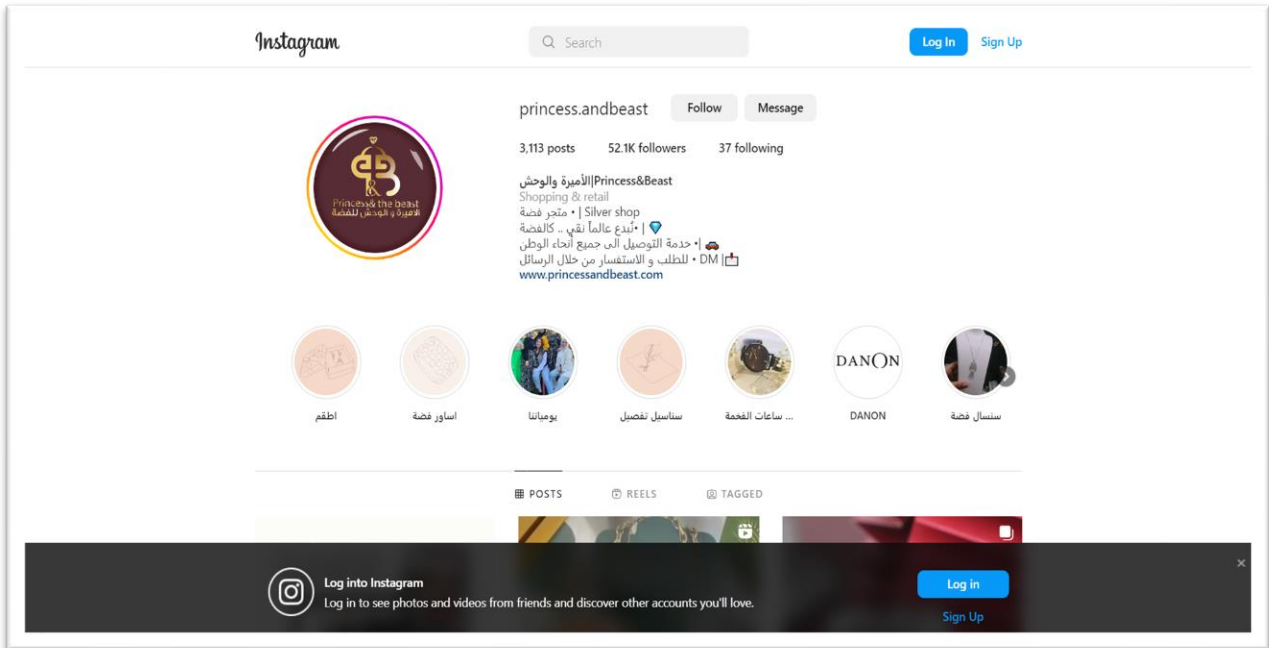 Instagram
Search
Log In
Sign Up
princess.andbeast
Follow
Message
3,113 posts
52.1K followers
37 following
Princess&Beast|الأميرة والوحش
Shopping & retail
Silver shop | • متجر فضة
💎 | •نُبدع عالماً نقي .. كالفضة
🚗 |• خدمة التوصيل الى جميع أنحاء الوطن
📩| DM • للطلب و الاستفسار من خلال الرسائل
www.princessandbeast.com
Princess& the beast
الاميرة و الوحش للفضة
DANON
اطقم
اساور فضة
يومياتنا
سناسيل تفصيل
ساعات الفخمة ...
DANON
سنسال فضة
POSTS
REELS
TAGGED
Log into Instagram
Log in to see photos and videos from friends and discover other accounts you'll love.
Log in
Sign Up